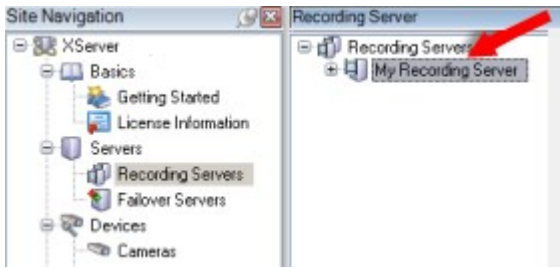 Site Navigation
XServer
Basics
Getting Started
License Information
Servers
Recording Servers
Failover Servers
Devices
Cameras
Recording Server
Recording Servers
My Recording Server